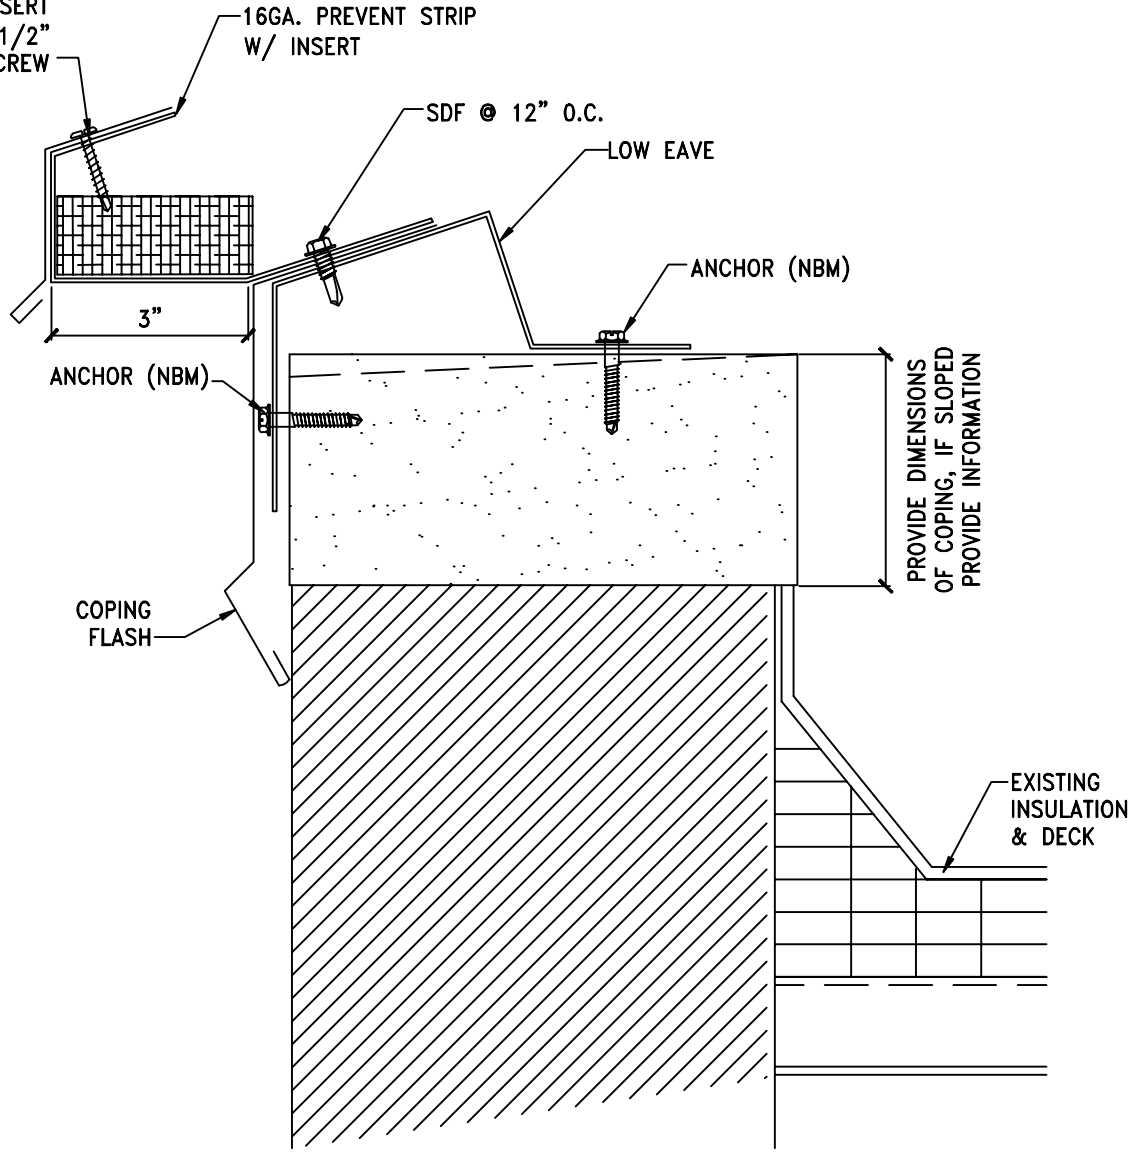 1/2"
16GA. PREVENT STRIP
W/ INSERT
SDF @ 12" O.C.
LOW EAVE
ANCHOR (NBM)
3"
ANCHOR (NBM)
PROVIDE DIMENSIONS
OF COPING, IF SLOPED
PROVIDE INFORMATION
COPING
FLASH
EXISTING
INSULATION
& DECK